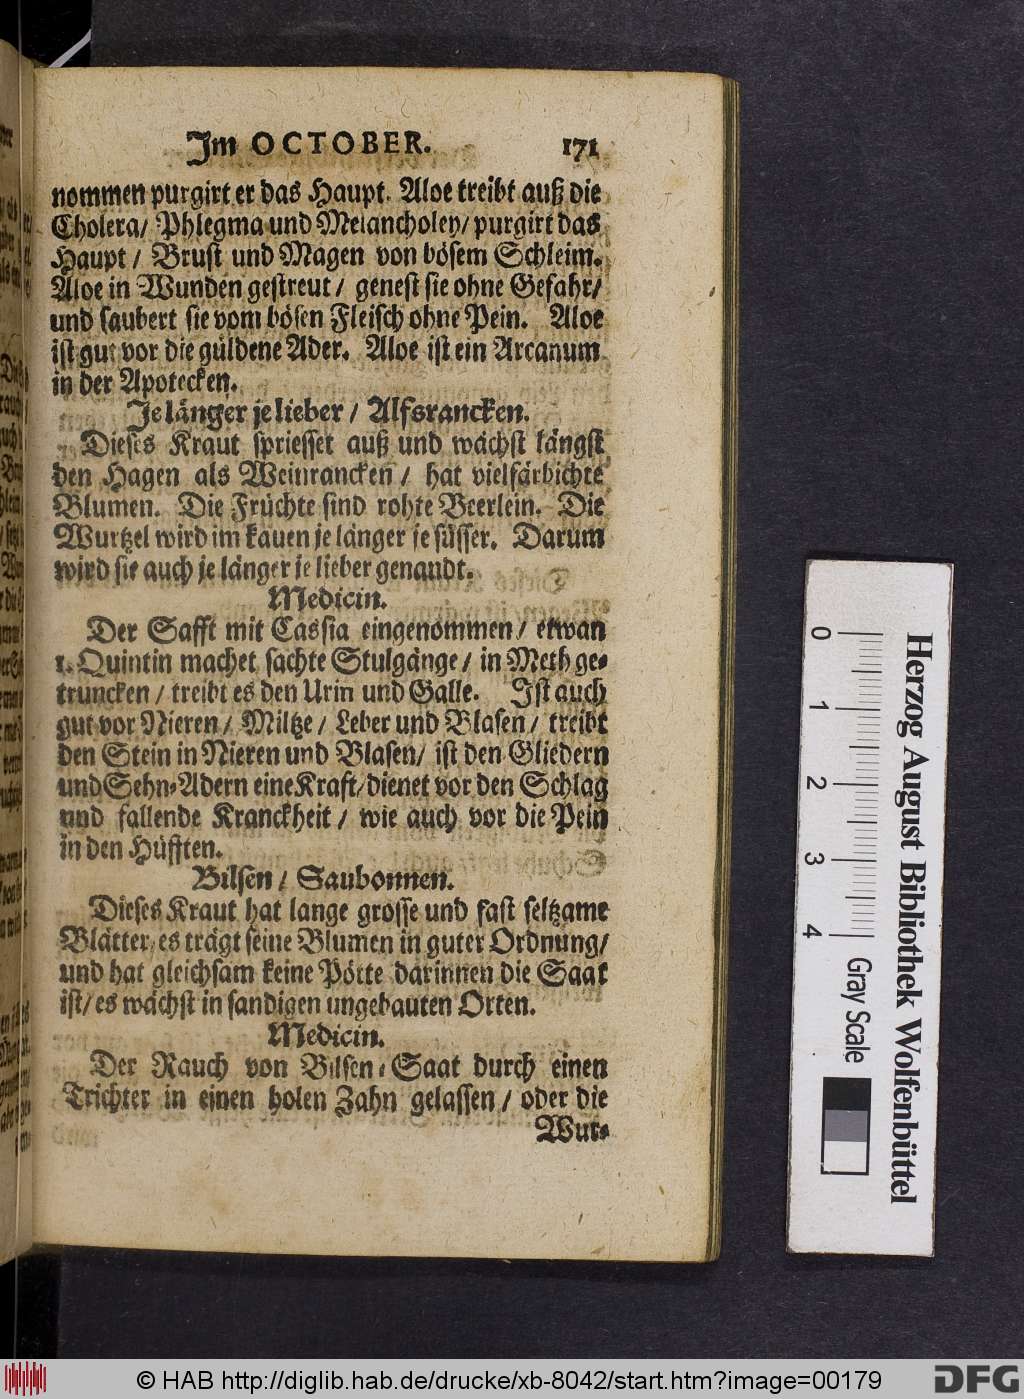 Jm OCTOBER. 171
nommen purgirt er das Haupt. Aloe treibt auß die
Cholera/ Phlegma und Melancholey/ purgirt das
Haupt / Brust und Magen von bösem Schleim.
Aloe in Wunden gestreut / genest sie ohne Gefahr/
und saubert sie vom bösen Fleisch ohne Pein. Aloe
ist gut vor die güldene Ader. Aloe ist ein Arcanum
in der Apotecken.
Je länger je lieber / Alfsrancken.
Dieses Kraut spriesset auß und wächst längst
den Hagen als Weinrancken / hat vielfärbichte
Blumen. Die Früchte sind rohte Beerlein. Die
Wurtzel wird im kauen je länger je süsser. Darum
wird sie auch je länger je lieber genandt.
Medicin.
Der Safft mit Cassia eingenommen / etwan
1. Quintin machet sachte Stulgänge / in Meth ge-
truncken / treibt es den Urin und Galle. Ist auch
gut vor Nieren / Miltze / Leber und Blasen / treibt
den Stein in Nieren und Blasen/ ist den Gliedern
und Sehn-Adern eine Kraft/ dienet vor den Schlag
und fallende Kranckheit / wie auch vor die Pein
in den Hüfften.
Bilsen / Saubonnen.
Dieses Kraut hat lange grosse und fast seltzame
Blätter/ es trägt seine Blumen in guter Ordnung/
und hat gleichsam keine Pötte darinnen die Saat
ist/ es wächst in sandigen ungebauten Orten.
Medicin.
Der Rauch von Bilsen-Saat durch einen
Trichter in einen holen Zahn gelassen / oder die
Wur-
0 1 2 3 4
Gray Scale
Herzog August Bibliothek Wolfenbüttel
© HAB http://diglib.hab.de/drucke/xb-8042/start.htm?image=00179
DFG